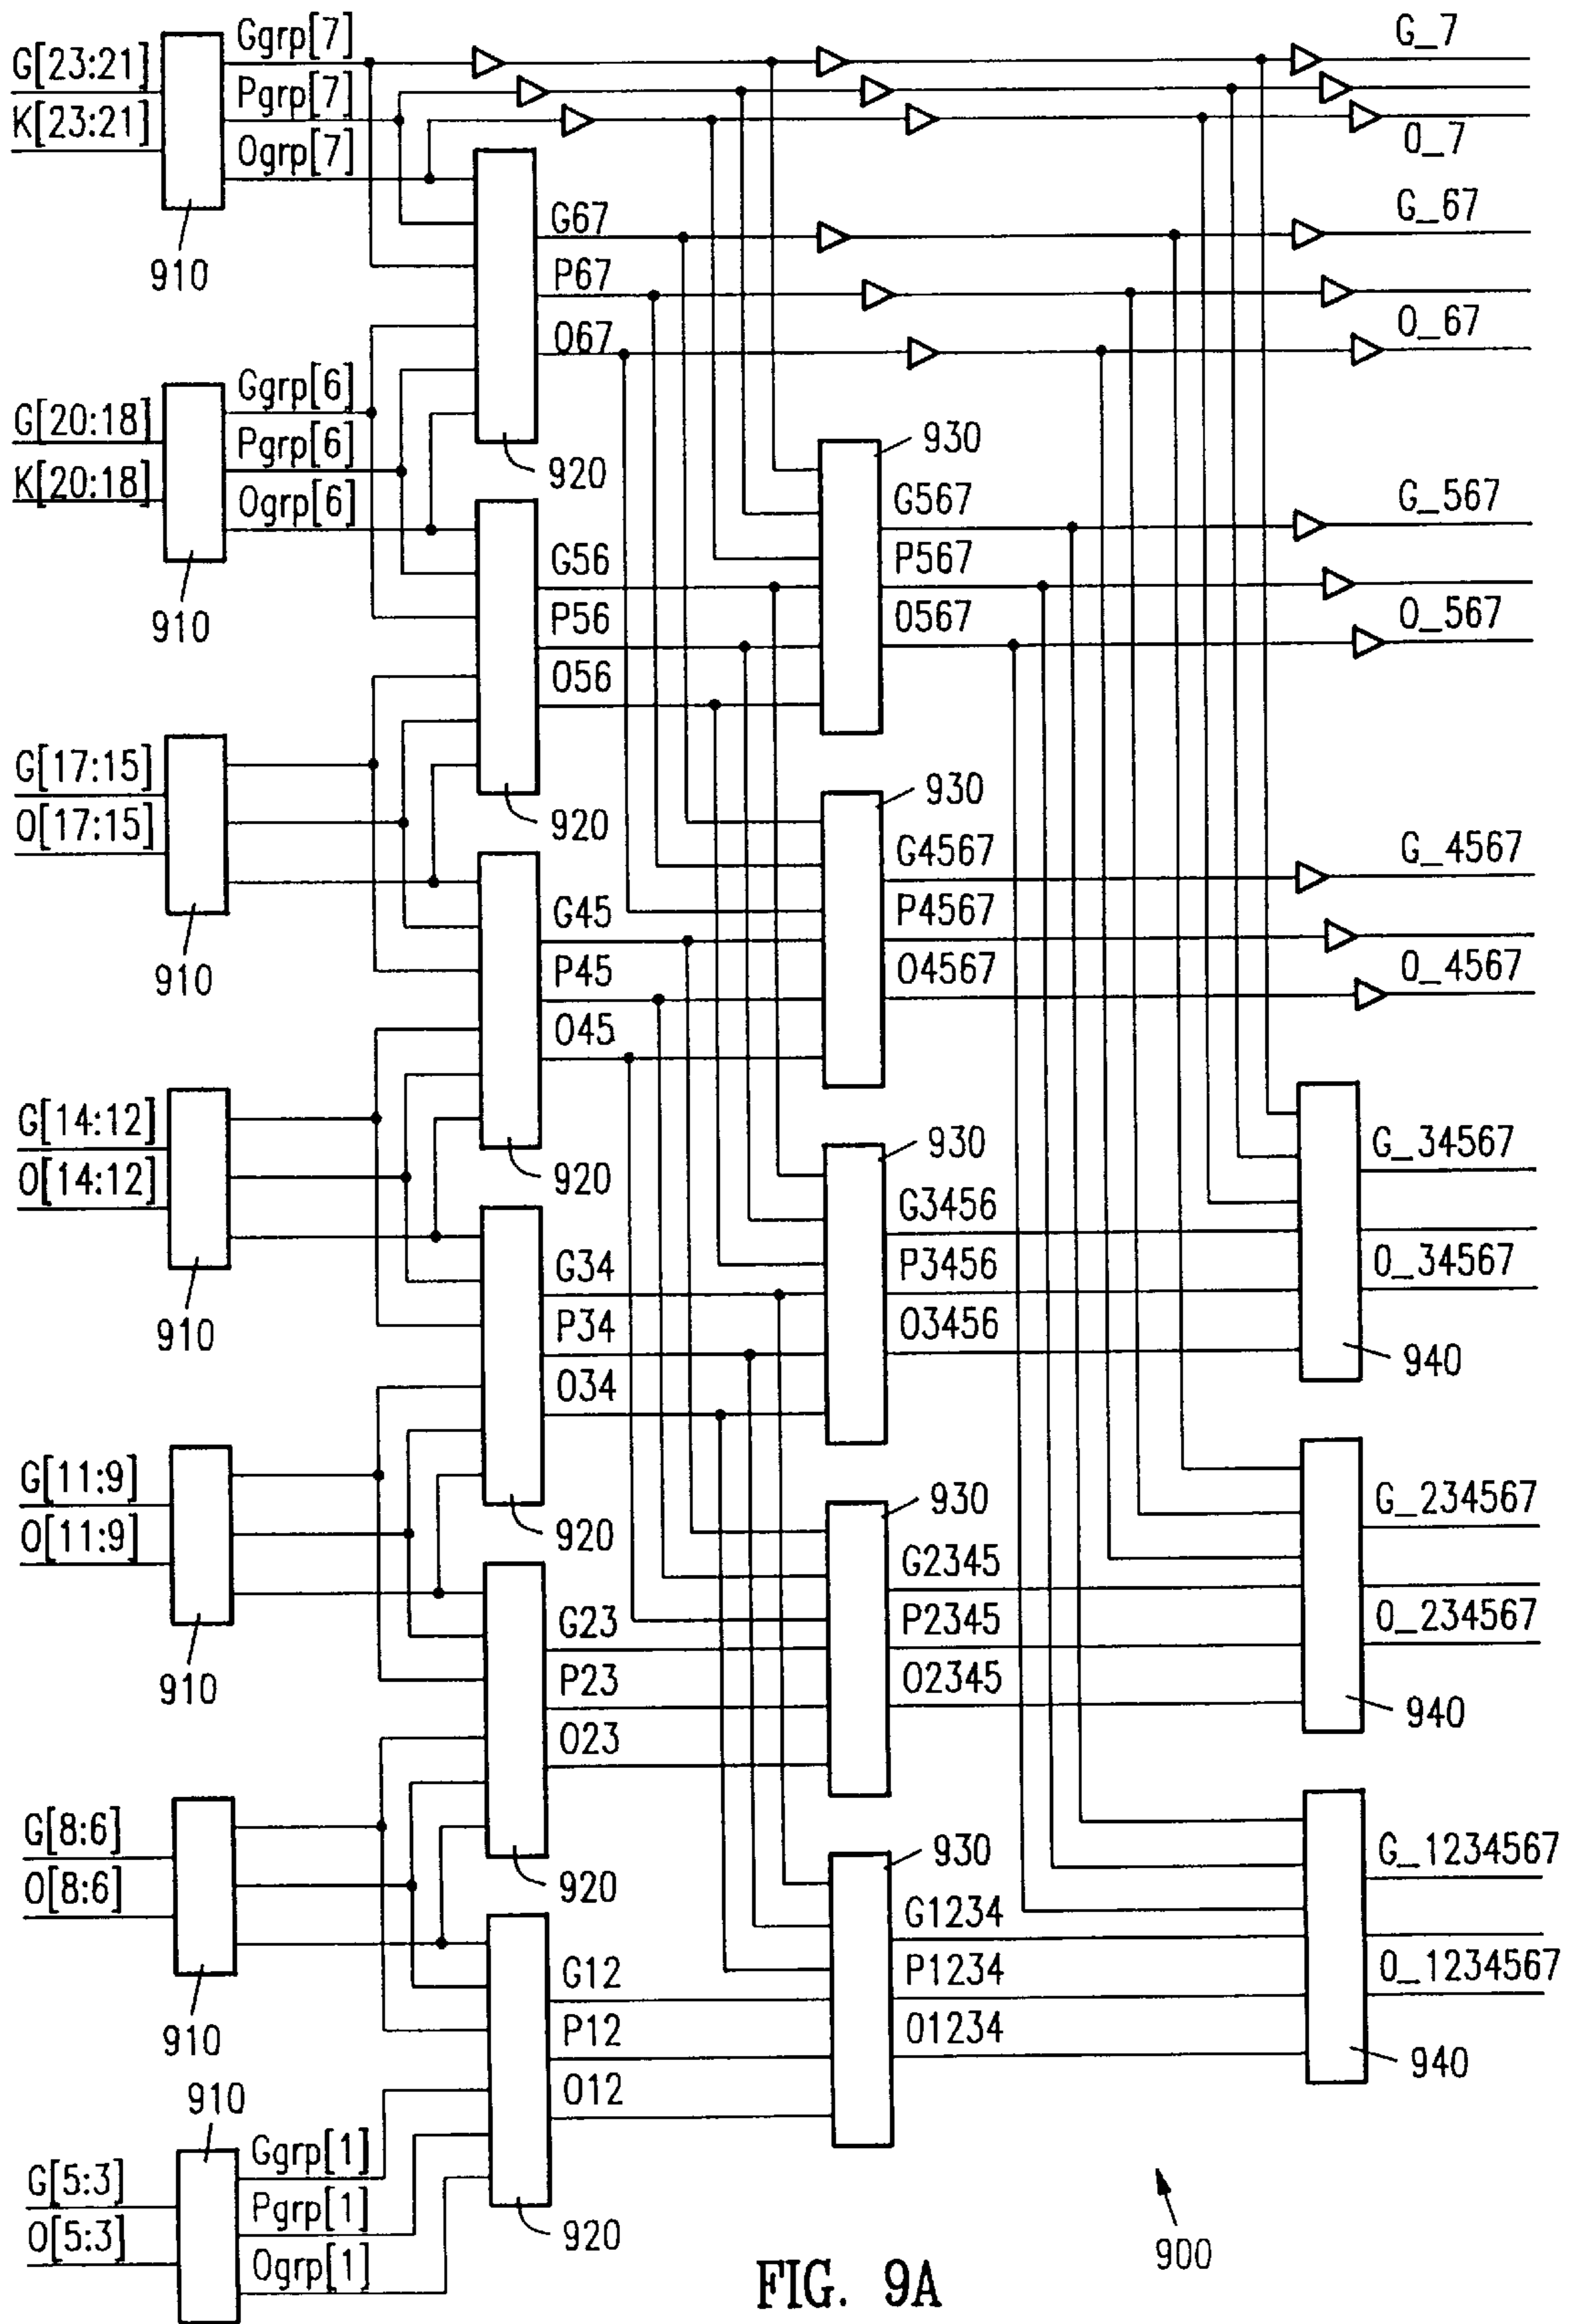 Ggrp[7]
G_7
G[23:21]
Pgrp[7]
K[23:21]
Ogrp[7]
O_7
910
G67
G_67
P67
O67
O_67
Ggrp[6]
G[20:18]
Pgrp[6]
K[20:18]
Ogrp[6]
920
930
910
G56
G567
G_567
P56
P567
O56
O567
O_567
G[17:15]
O[17:15]
920
930
910
G45
G4567
G_4567
P45
P4567
O45
O4567
O_4567
G[14:12]
O[14:12]
920
930
910
G34
G3456
G_34567
P34
P3456
O34
O3456
O_34567
940
G[11:9]
O[11:9]
920
930
910
G23
G2345
G_234567
P23
P2345
O23
O2345
O_234567
940
G[8:6]
O[8:6]
920
930
910
G12
G1234
G_1234567
P12
P1234
O12
O1234
O_1234567
940
910
Ggrp[1]
G[5:3]
Pgrp[1]
O[5:3]
Ogrp[1]
920
900
FIG. 9A